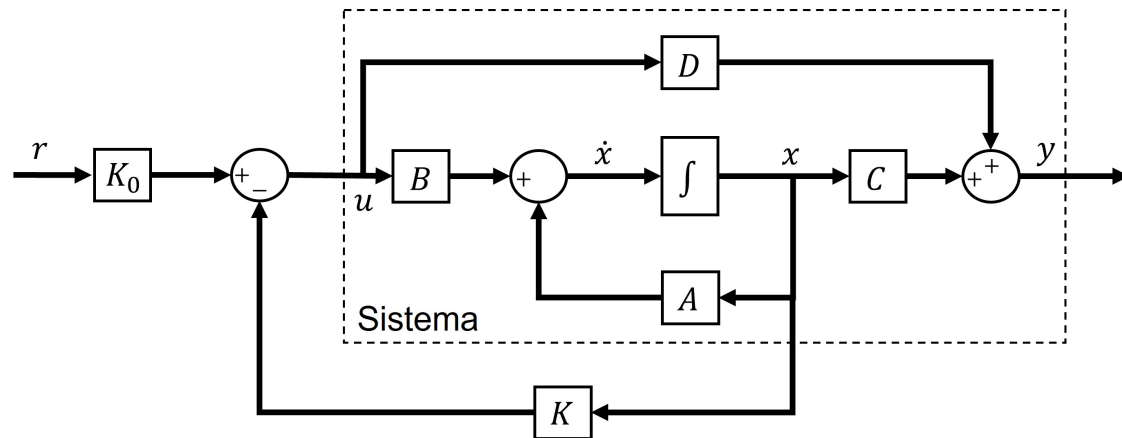 D
r
K₀
+
−
u
B
+
ẋ
∫
x
C
+
+
y
A
Sistema
K